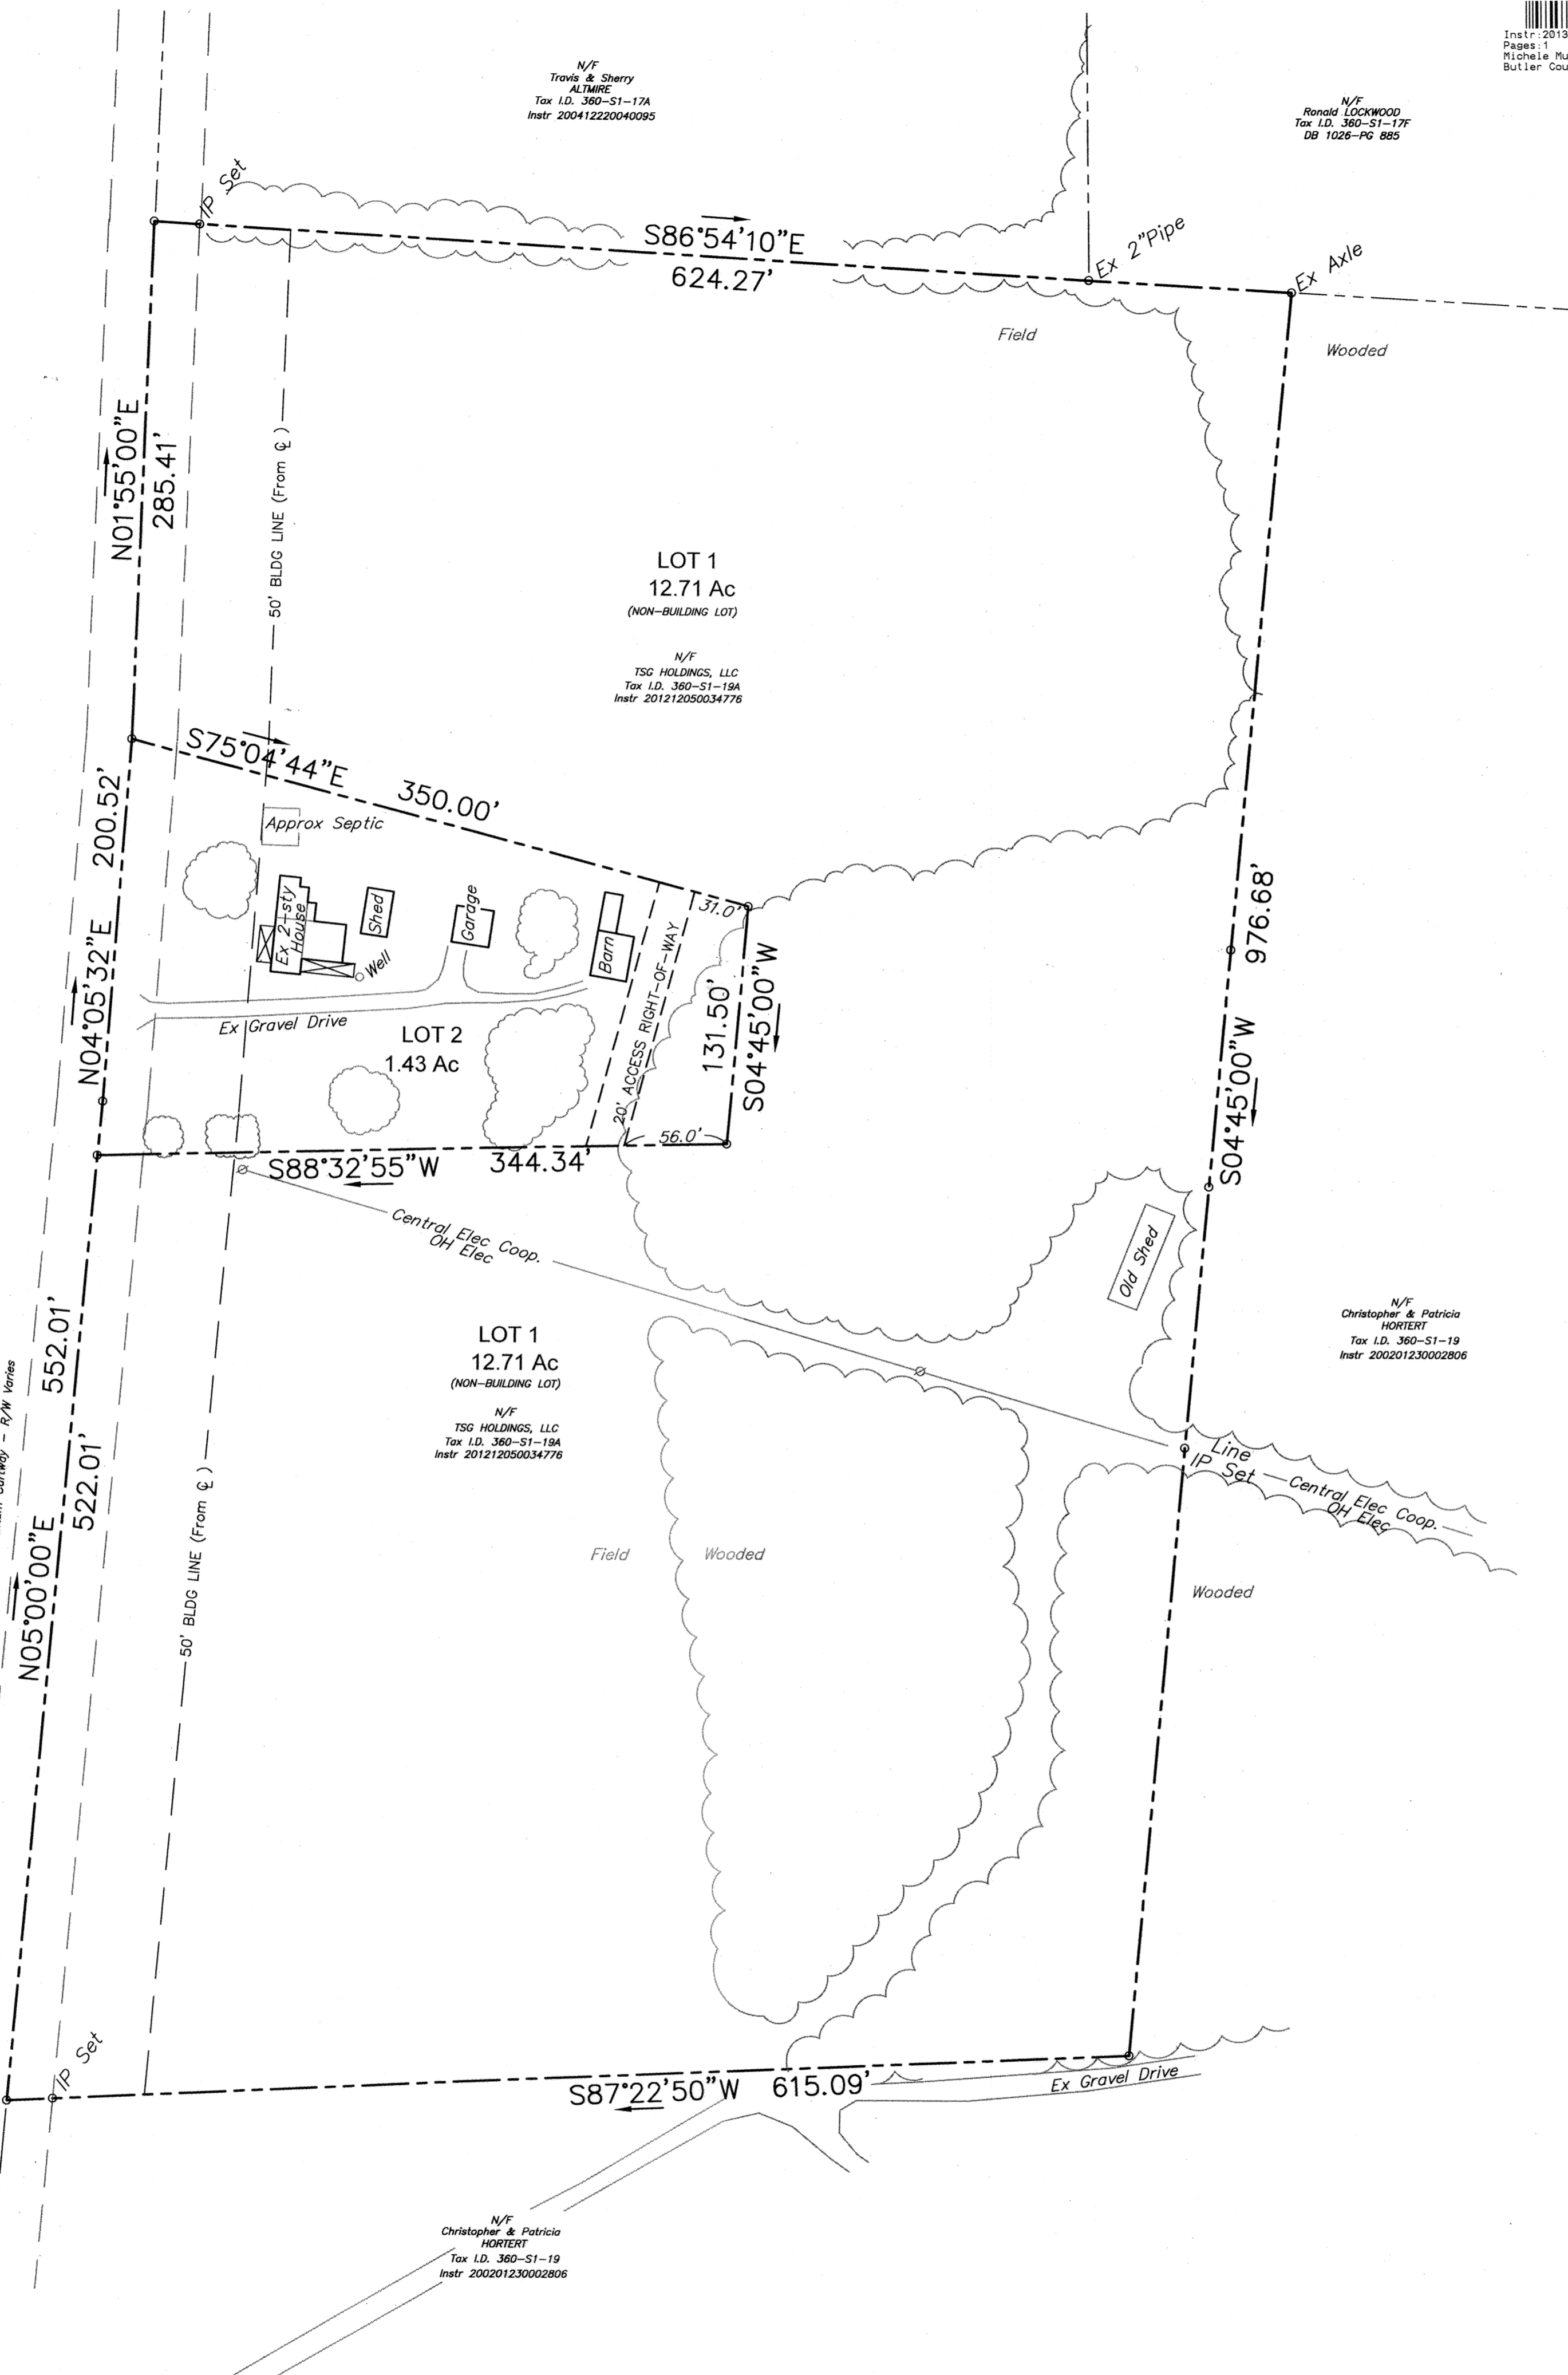 Instr:2013
Pages:1
Michele Mu
Butler Cou
N/F
Travis & Sherry
ALTMIRE
Tax I.D. 360-S1-17A
Instr 200412220040095
N/F
Ronald LOCKWOOD
Tax I.D. 360-S1-17F
DB 1026-PG 885
IP Set
S86°54'10"E
624.27'
Ex 2"Pipe
Ex Axle
Field
Wooded
N01°55'00"E
285.41'
50' BLDG LINE (From ℄)
LOT 1
12.71 Ac
(NON-BUILDING LOT)
N/F
TSG HOLDINGS, LLC
Tax I.D. 360-S1-19A
Instr 201212050034776
S75°04'44"E 350.00'
N04°05'32"E 200.52'
Approx Septic
Ex 2-sty
House
Shed
Garage
Barn
Well
31.0'
20' ACCESS RIGHT-OF-WAY
131.50'
S04°45'00"W
976.68'
S04°45'00"W
Ex Gravel Drive
LOT 2
1.43 Ac
56.0'
S88°32'55"W 344.34'
Central Elec Coop.
OH Elec
Old Shed
N/F
Christopher & Patricia
HORTERT
Tax I.D. 360-S1-19
Instr 200201230002806
LOT 1
12.71 Ac
(NON-BUILDING LOT)
N/F
TSG HOLDINGS, LLC
Tax I.D. 360-S1-19A
Instr 201212050034776
R/W Varies
N05°00'00"E 552.01'
522.01'
50' BLDG LINE (From ℄)
Line
IP Set
Central Elec Coop.
OH Elec
Field
Wooded
Wooded
IP Set
S87°22'50"W 615.09'
Ex Gravel Drive
N/F
Christopher & Patricia
HORTERT
Tax I.D. 360-S1-19
Instr 200201230002806